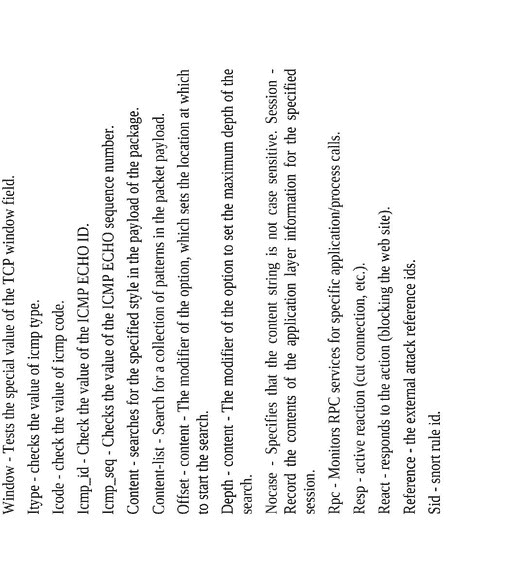 Window - Tests the special value of the TCP window field.
Itype - checks the value of icmp type.
Icode - check the value of icmp code.
Icmp_id - Check the value of the ICMP ECHO ID.
Icmp_seq - Checks the value of the ICMP ECHO sequence number.
Content - searches for the specified style in the payload of the package.
Content-list - Search for a collection of patterns in the packet payload.
Offset - content - The modifier of the option, which sets the location at which
to start the search.
Depth - content - The modifier of the option to set the maximum depth of the
search.
Nocase - Specifies that the content string is not case sensitive. Session -
Record the contents of the application layer information for the specified
session.
Rpc - Monitors RPC services for specific application/process calls.
Resp - active reaction (cut connection, etc.).
React - responds to the action (blocking the web site).
Reference - the external attack reference ids.
Sid - snort rule id.